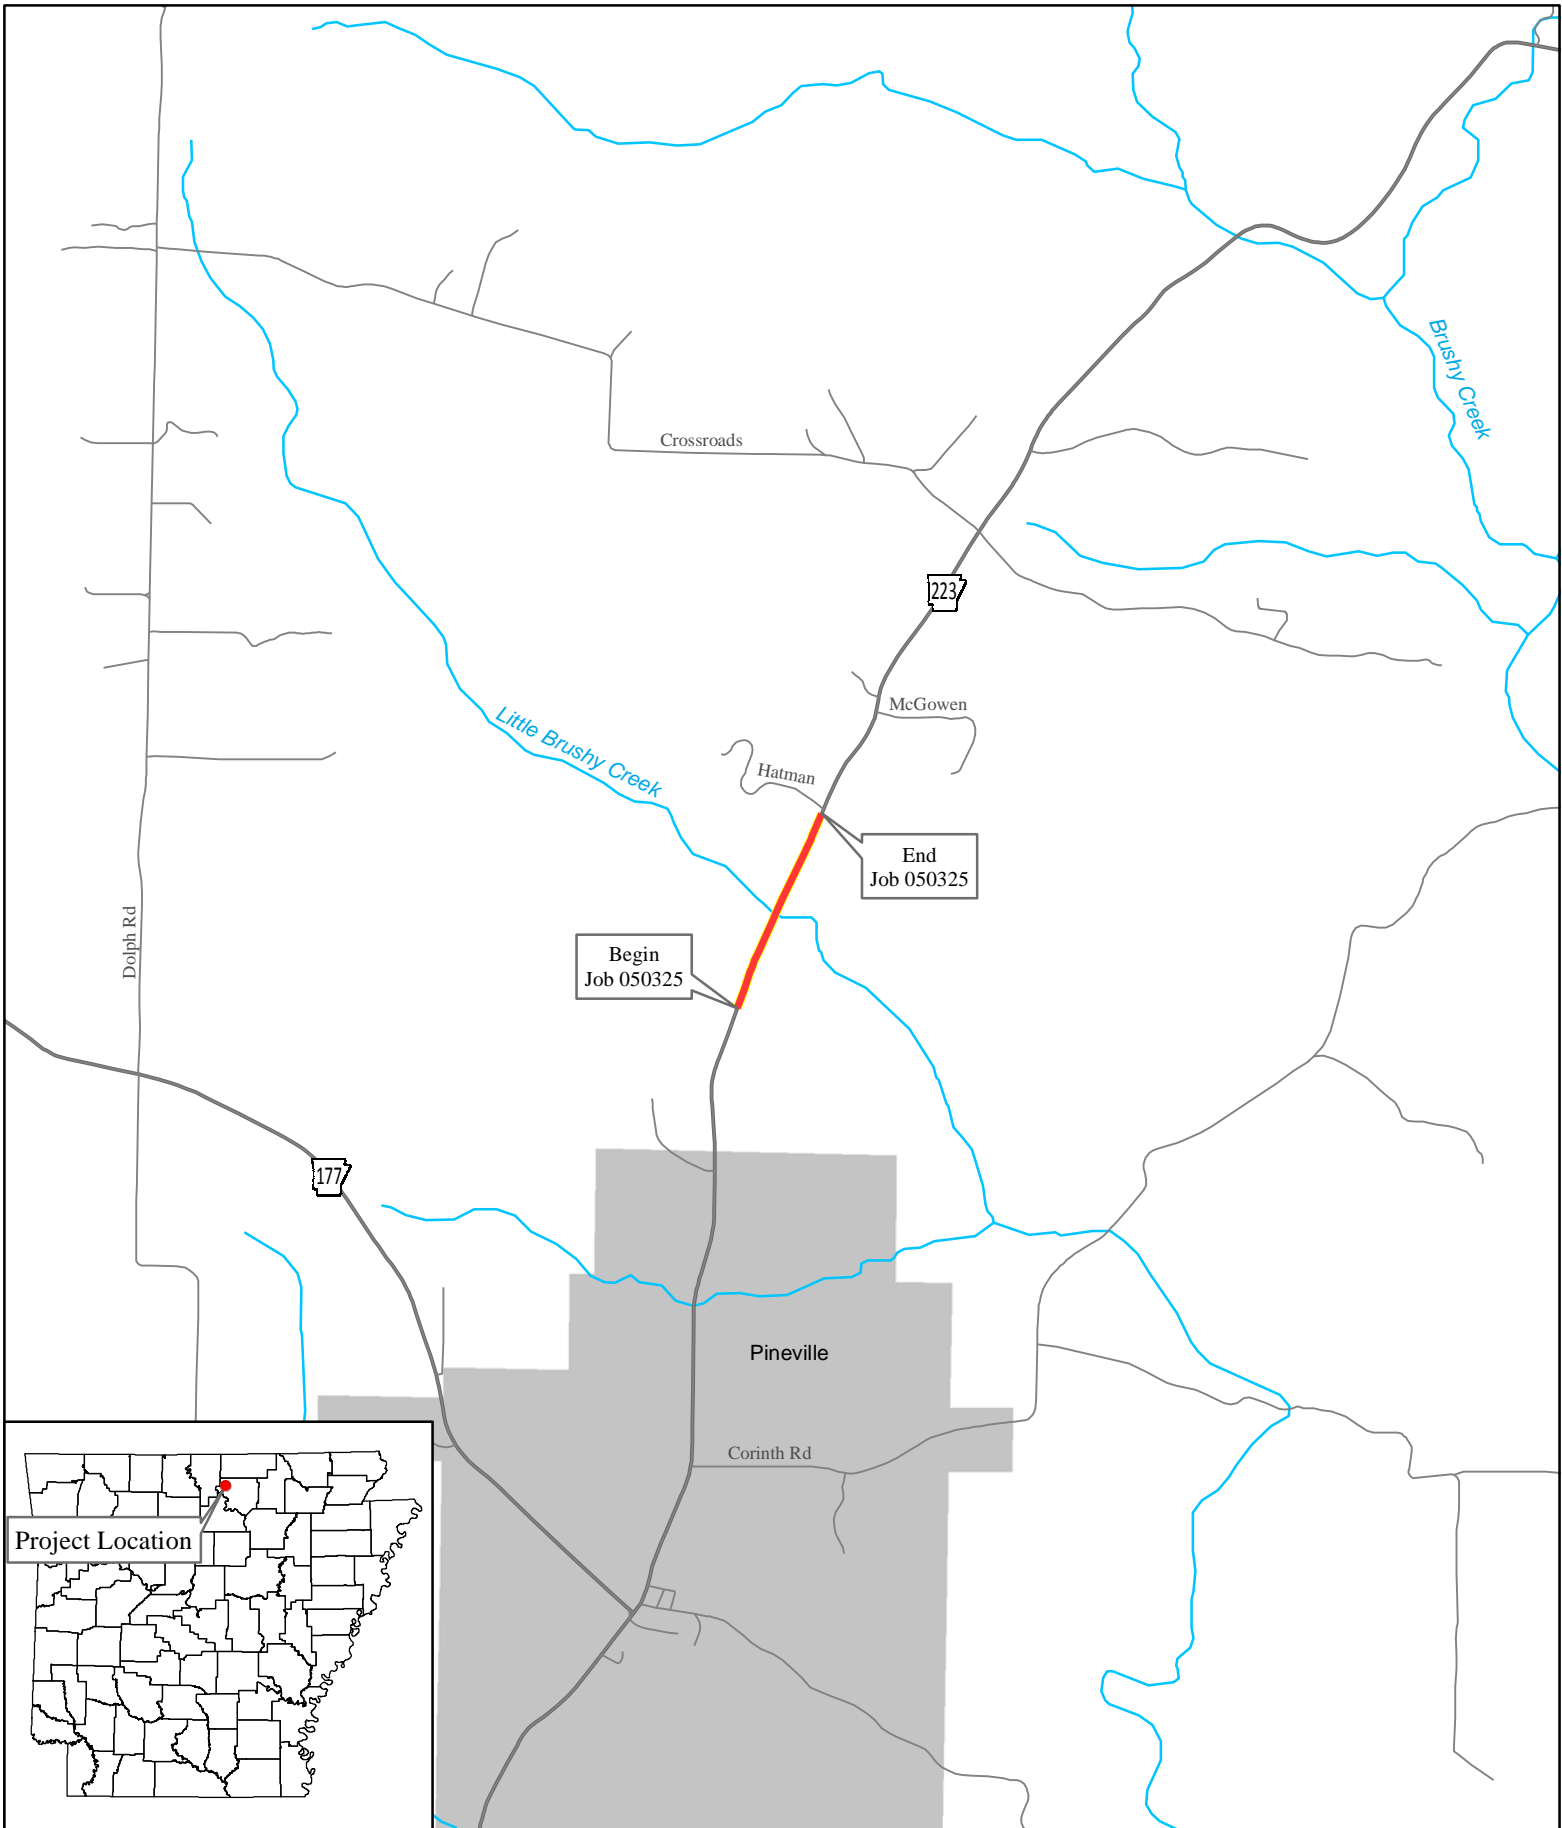 Brushy Creek
Crossroads
223
McGowen
Little Brushy Creek
Hatman
End
Job 050325
Begin
Job 050325
Dolph Rd
177
Pineville
Corinth Rd
Project Location